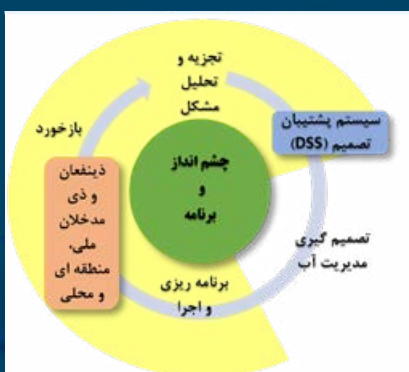 تجزیه و
تحلیل
مشکل
سیستم پشتیبان
تصمیم (DSS)
تصمیم گیری
مدیریت آب
برنامه ریزی
و اجرا
ذینفعان
و ذی
مدخلان
ملی،
منطقه ای
و محلی
بازخورد
چشم انداز
و
برنامه